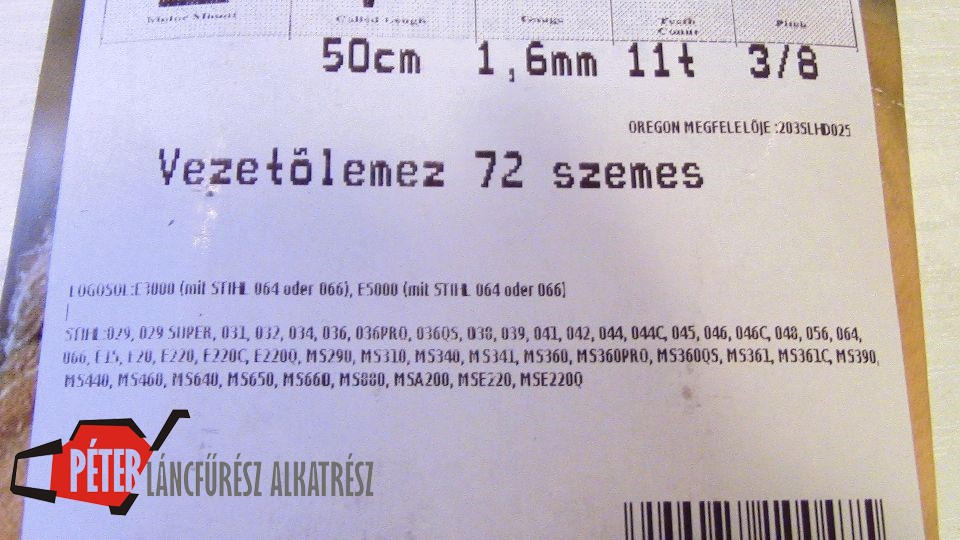 Motor Mount Called Length Gauge Teeth Count Pitch
50cm 1,6mm 11t 3/8
OREGON MEGFELELŐJE :203SLHD025
Vezetőlemez 72 szemes
LOGOSOL:E3000 (mit STIHL 064 oder 066), E5000 (mit STIHL 064 oder 066)
STIHL:029, 029 SUPER, 031, 032, 034, 036, 036PRO, 036QS, 038, 039, 041, 042, 044, 044C, 045, 046, 046C, 048, 056, 064,
066, E15, E20, E220, E220C, E220Q, MS290, MS310, MS340, MS341, MS360, MS360PRO, MS360QS, MS361, MS361C, MS390,
MS440, MS460, MS640, MS650, MS660, MS880, MSA200, MSE220, MSE220Q
PÉTER LÁNCFŰRÉSZ ALKATRÉSZ